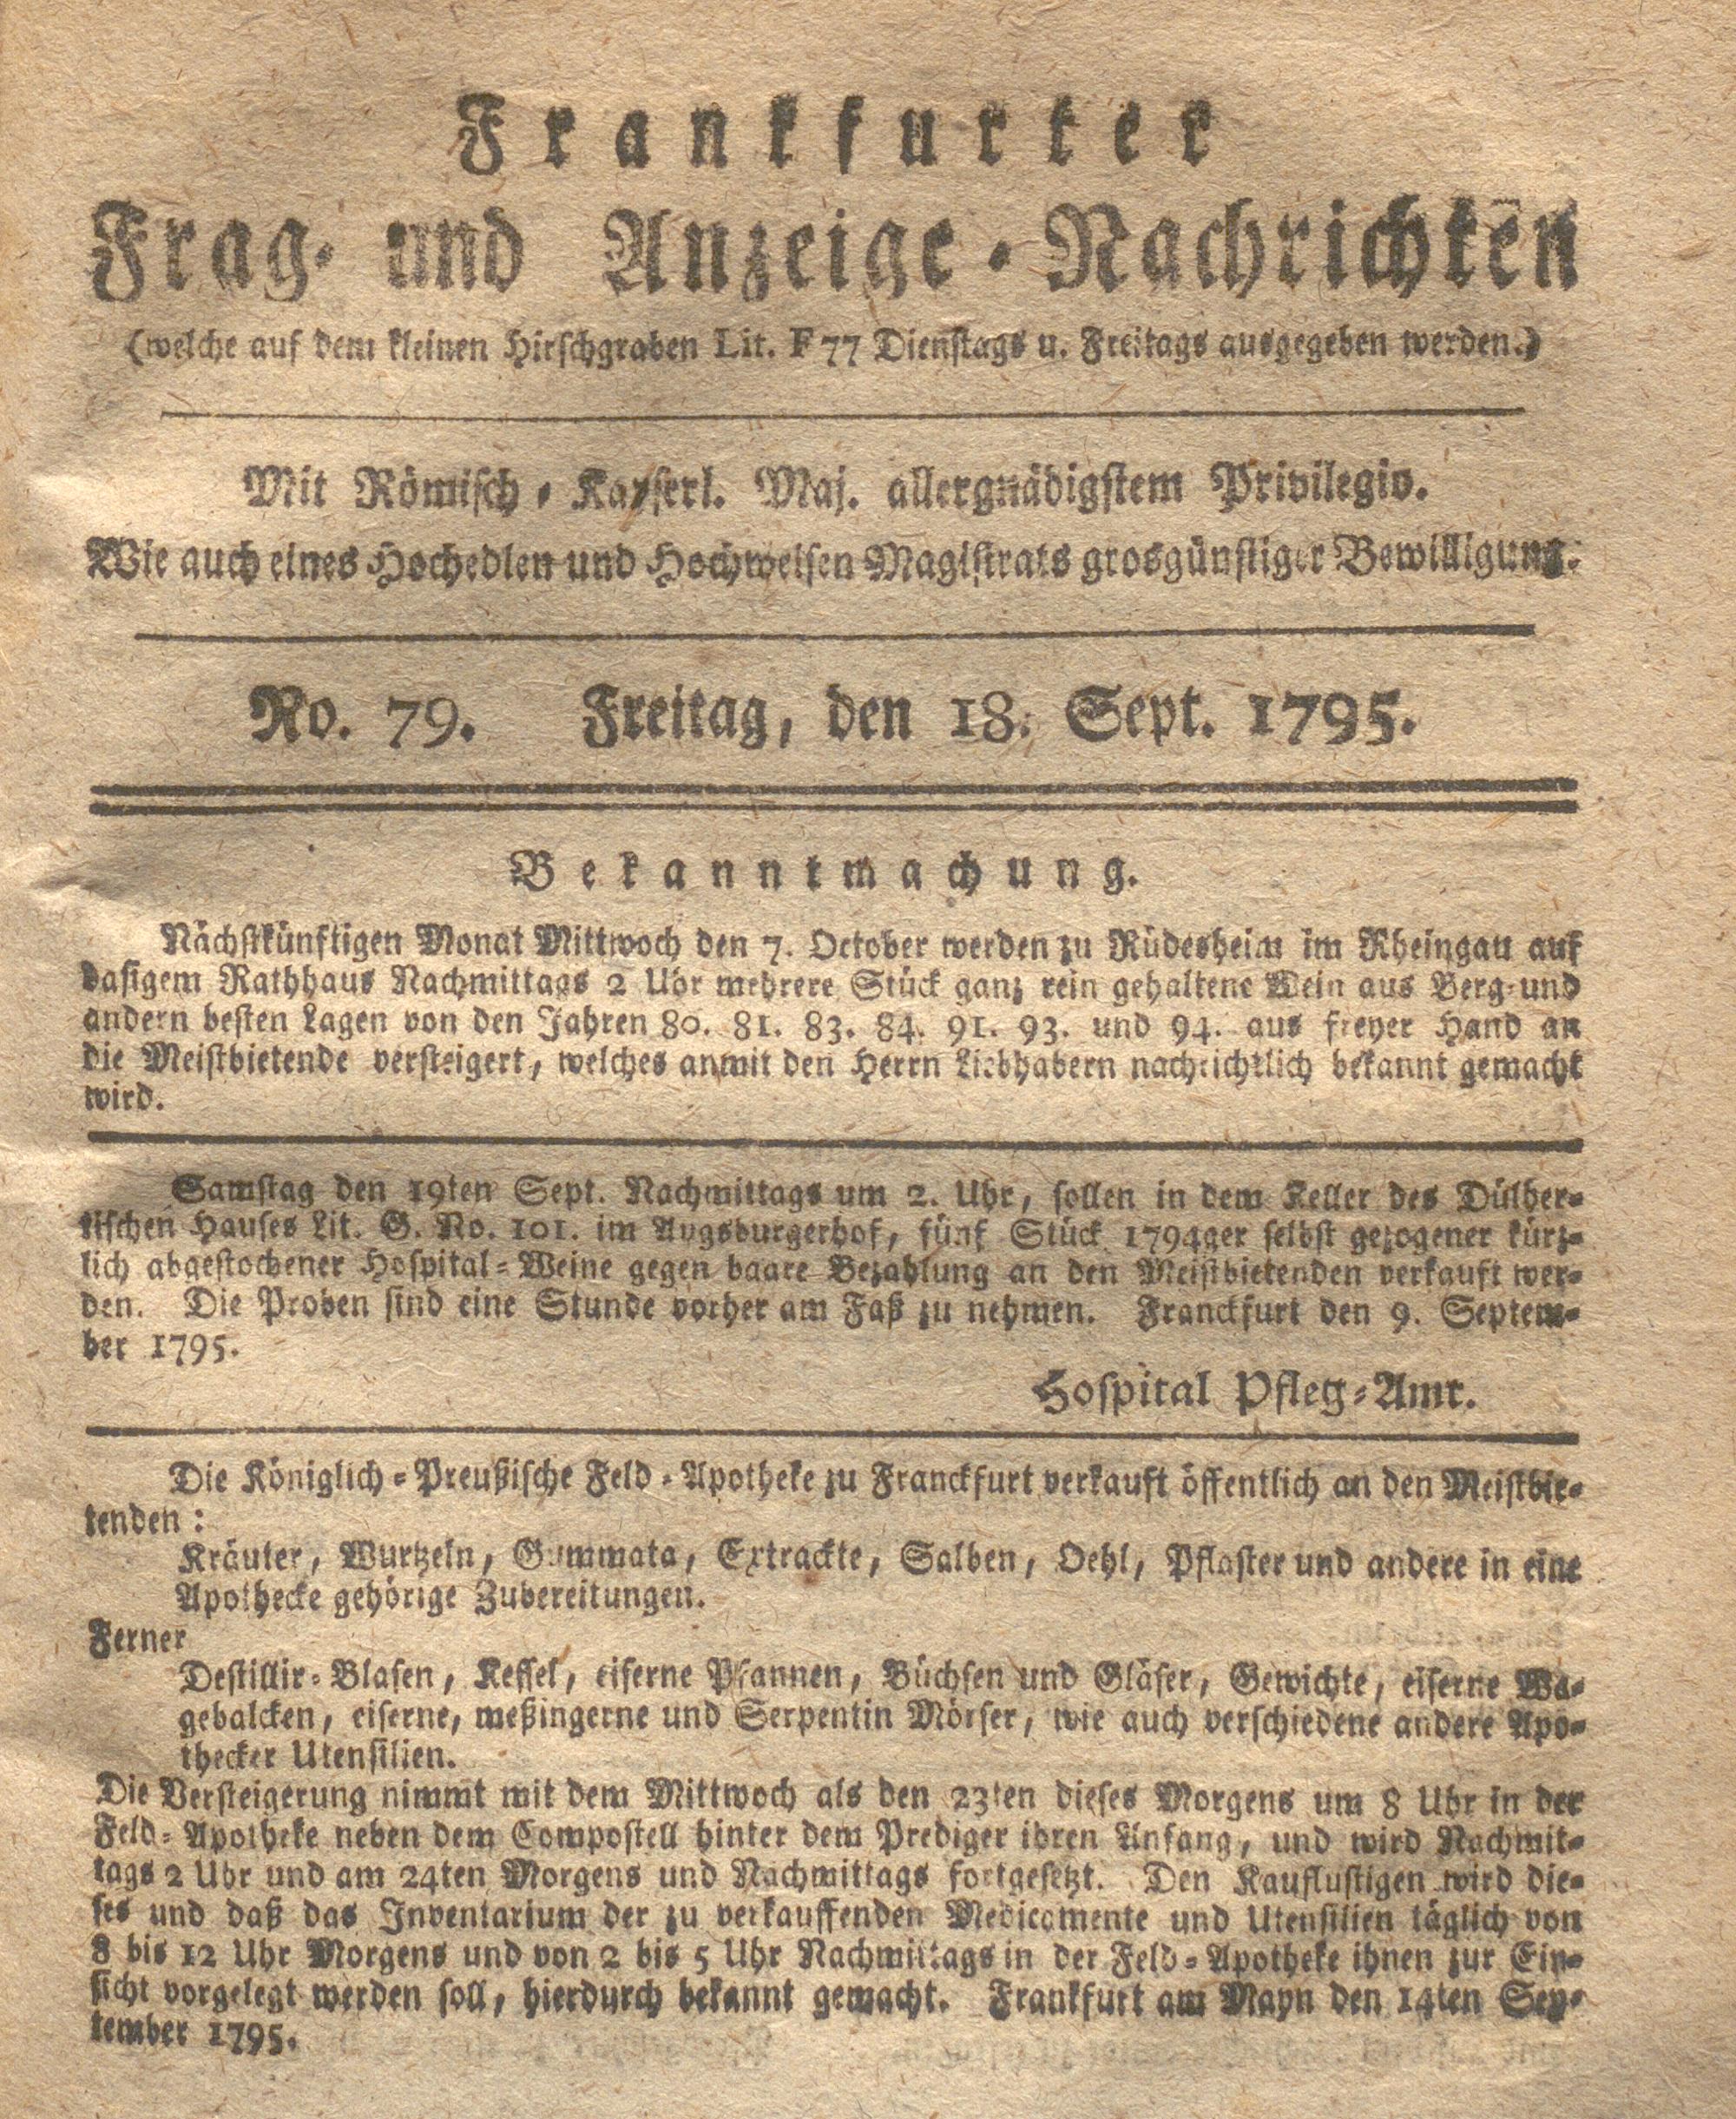 Frankfurter
Frag- und Anzeige-Nachrichten
(welche auf dem kleinen Hirschgraben Lit. F 77 Dienstags u. Freitags ausgegeben werden.)
Mit Römisch-Kayserl. Maj. allergnädigstem Privilegio.
Wie auch eines Hochedlen und Hochweisen Magistrats grosgünstiger Bewilligung.
No. 79. Freitag, den 18. Sept. 1795.
Bekanntmachung.
Nächstkünftigen Monat Mittwoch den 7. October werden zu Rüdesheim im Rheingau auf
dasigem Rathhaus Nachmittags 2 Uhr mehrere Stück ganz rein gehaltene Wein aus Berg-und
andern besten Lagen von den Jahren 80. 81. 83. 84. 91. 93. und 94. aus freyer Hand an
die Meistbietende versteigert, welches anmit den Herrn Liebhabern nachrichtlich bekannt gemacht
wird.
Samstag den 19ten Sept. Nachmittags um 2. Uhr, sollen in dem Keller des Dülber-
lischen Hauses Lit. G. No. 101. im Augsburgerhof, fünf Stück 1794ger selbst gezogener kürz-
lich abgestochener Hospital-Weine gegen baare Bezahlung an den Meistbietenden verkauft wer-
den. Die Proben sind eine Stunde vorher am Faß zu nehmen. Franckfurt den 9. Septem-
ber 1795.
Hospital Pfleg-Amt.
Die Königlich-Preußische Feld-Apotheke zu Franckfurt verkauft öffentlich an den Meistbie-
tenden:
Kräuter, Wurtzeln, Gummata, Extrackte, Salben, Oehl, Pflaster und andere in eine
Apothecke gehörige Zubereitungen.
Ferner
Destillir-Blasen, Kessel, eiserne Pfannen, Büchsen und Gläser, Gewichte, eiserne Wa-
gebalcken, eiserne, meßingerne und Serpentin Mörser, wie auch verschiedene andere Apo-
thecker Utensilien.
Die Versteigerung nimmt mit dem Mittwoch als den 23ten dieses Morgens um 8 Uhr in der
Feld-Apotheke neben dem Compostell hinter dem Prediger ihren Anfang, und wird Nachmit-
tags 2 Uhr und am 24ten Morgens und Nachmittags fortgesetzt. Den Kauflustigen wird die-
ses und daß das Inventarium der zu verkauffenden Medicamente und Utensilien täglich von
8 bis 12 Uhr Morgens und von 2 bis 5 Uhr Nachmittags in der Feld-Apotheke ihnen zur Ein-
sicht vorgelegt werden soll, hierdurch bekannt gemacht. Frankfurt am Mayn den 14ten Sep-
tember 1795.